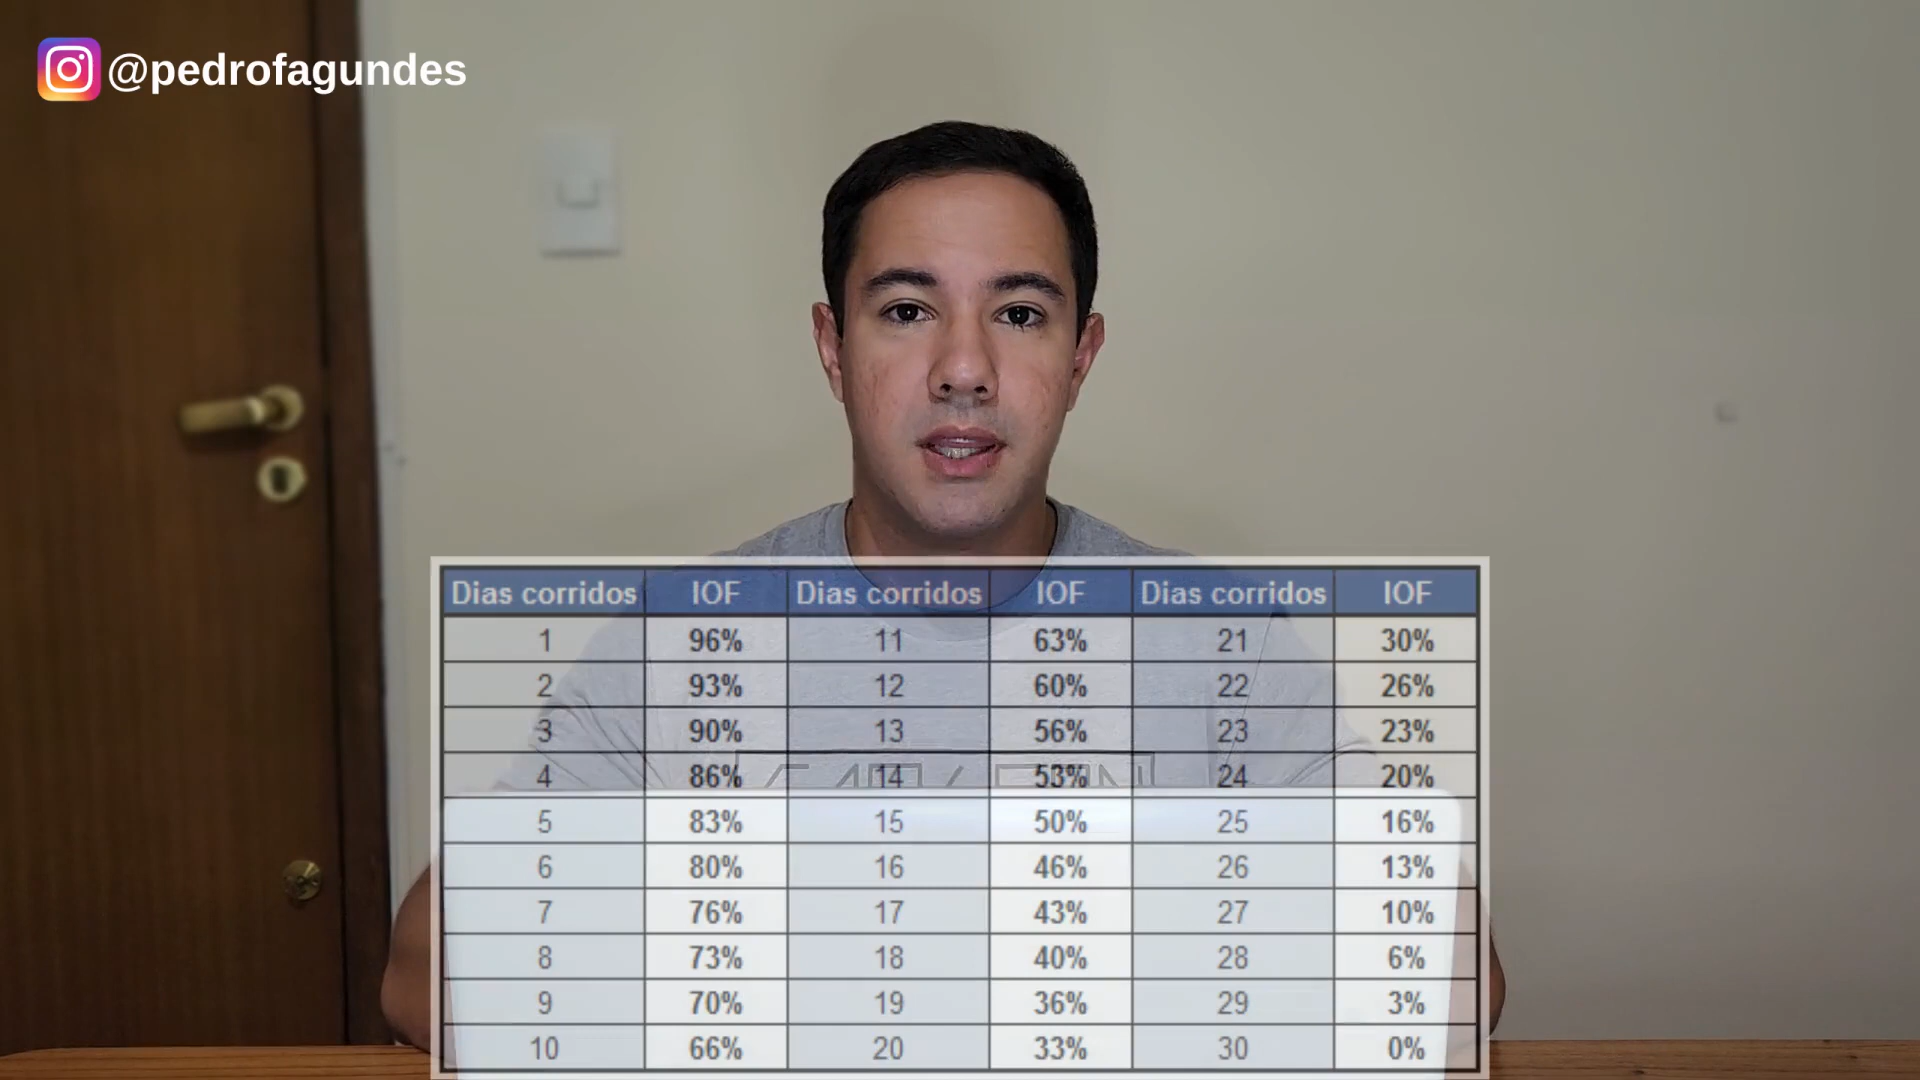 @pedrofagundes
Dias corridos IOF Dias corridos IOF Dias corridos IOF
1 96% 11 63% 21 30%
2 93% 12 60% 22 26%
3 90% 13 56% 23 23%
4 86% 14 53% 24 20%
5 83% 15 50% 25 16%
6 80% 16 46% 26 13%
7 76% 17 43% 27 10%
8 73% 18 40% 28 6%
9 70% 19 36% 29 3%
10 66% 20 33% 30 0%